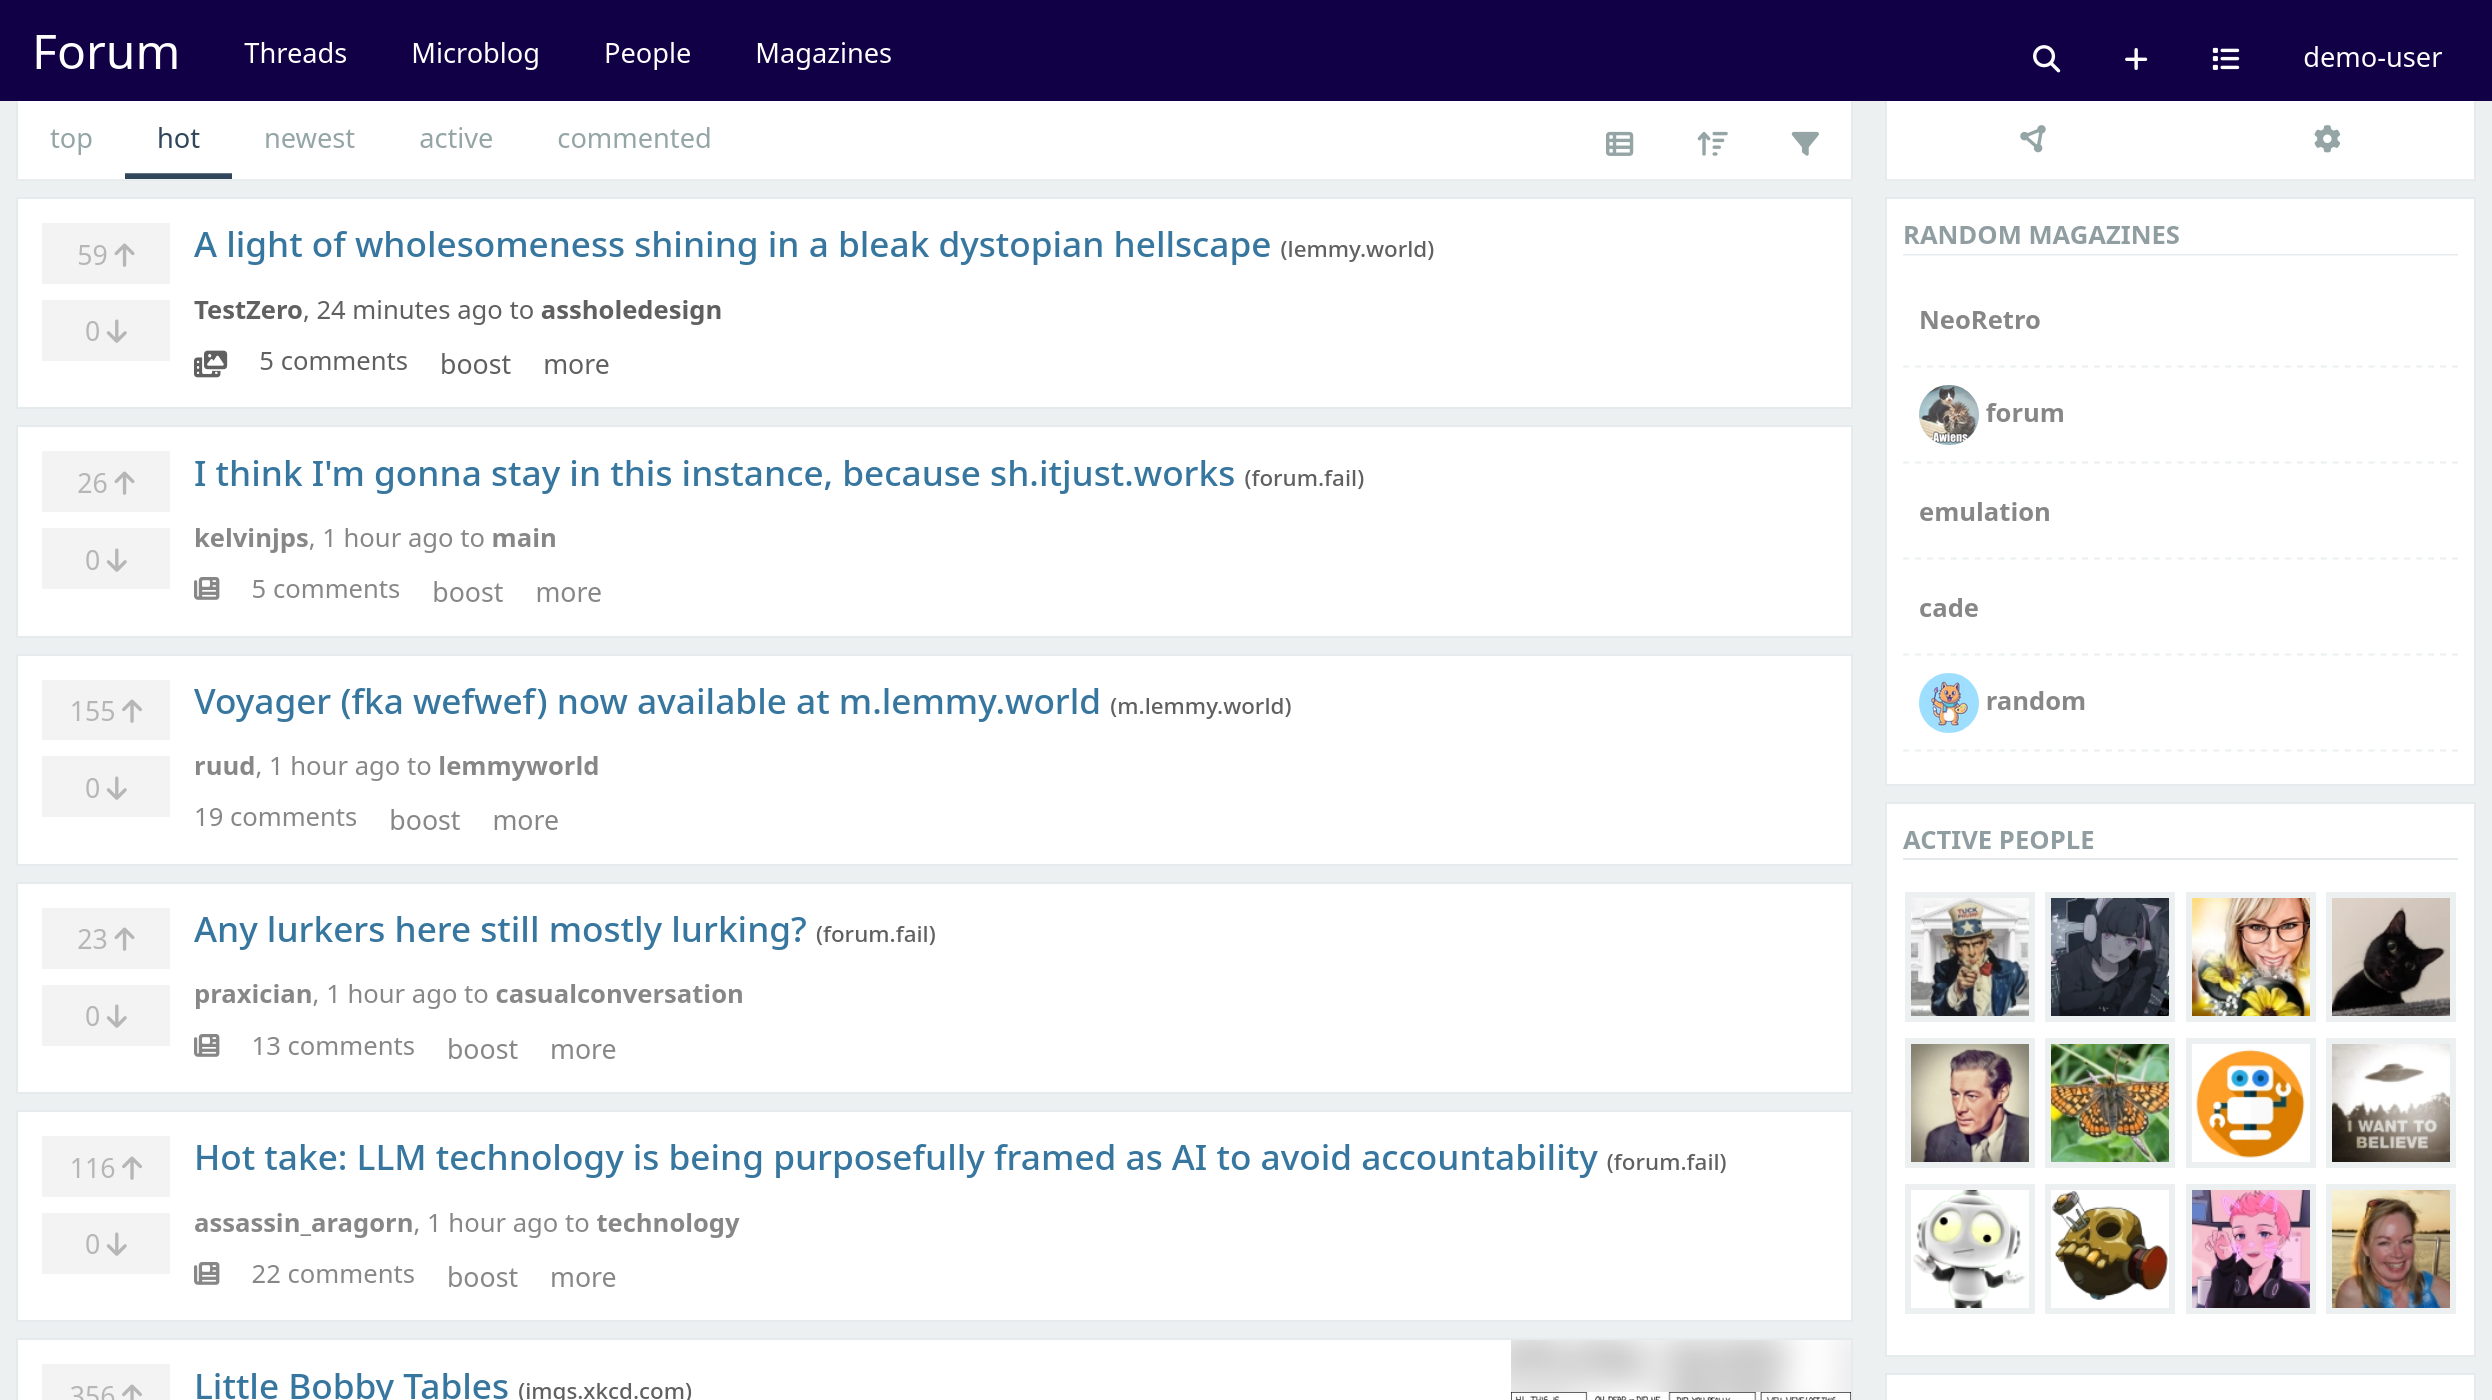 Forum Threads Microblog People Magazines demo-user
top hot newest active commented
59
0
A light of wholesomeness shining in a bleak dystopian hellscape (lemmy.world)
TestZero, 24 minutes ago to assholedesign
5 comments boost more
26
0
I think I'm gonna stay in this instance, because sh.itjust.works (forum.fail)
kelvinjps, 1 hour ago to main
5 comments boost more
155
0
Voyager (fka wefwef) now available at m.lemmy.world (m.lemmy.world)
ruud, 1 hour ago to lemmyworld
19 comments boost more
23
0
Any lurkers here still mostly lurking? (forum.fail)
praxician, 1 hour ago to casualconversation
13 comments boost more
116
0
Hot take: LLM technology is being purposefully framed as AI to avoid accountability (forum.fail)
assassin_aragorn, 1 hour ago to technology
22 comments boost more
356
Little Bobby Tables (imgs.xkcd.com)
RANDOM MAGAZINES
NeoRetro
Awiens
forum
emulation
cade
random
ACTIVE PEOPLE
I WANT TO
BELIEVE